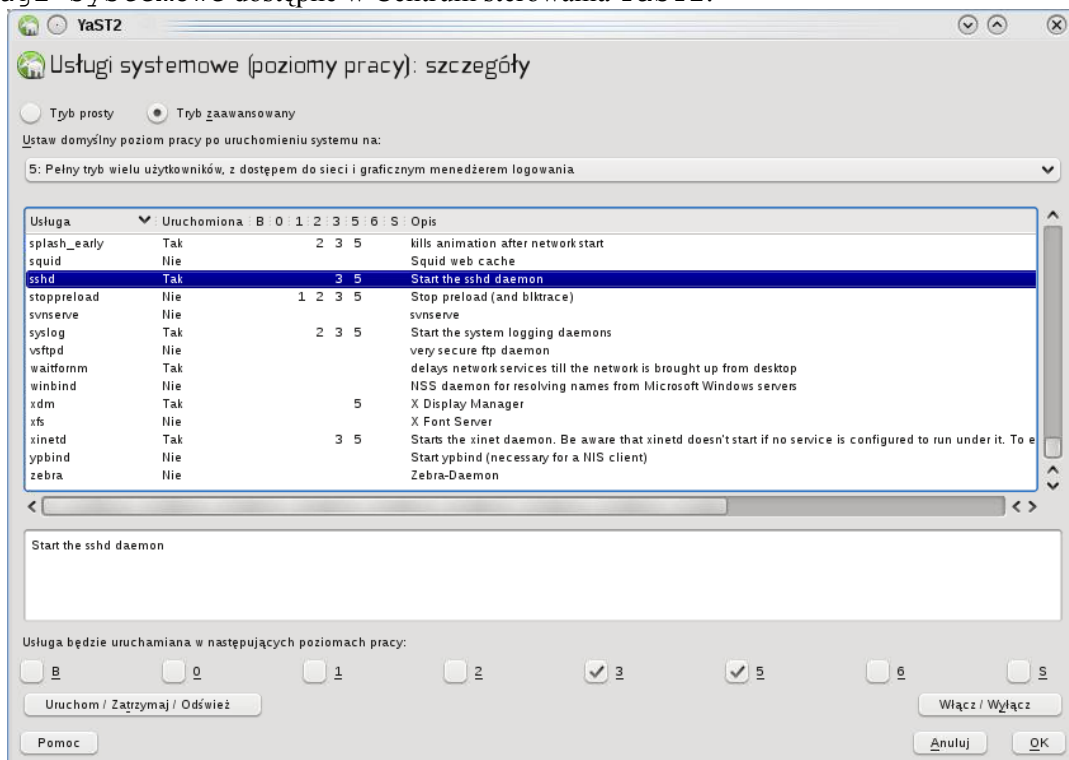 Systemowe dostępne w Centrum sterowania YaST2.
YaST2
Usługi systemowe (poziomy pracy): szczegóły
Tryb prosty Tryb zaawansowany
Ustaw domyślny poziom pracy po uruchomieniu systemu na:
5: Pełny tryb wielu użytkowników, z dostępem do sieci i graficznym menedżerem logowania
Usługa Uruchomiona B 0 1 2 3 5 6 S Opis
splash_early Tak 2 3 5 kills animation after network start
squid Nie Squid web cache
sshd Tak 3 5 Start the sshd daemon
stoppreload Nie 1 2 3 5 Stop preload (and blktrace)
svnserve Nie svnserve
syslog Tak 2 3 5 Start the system logging daemons
vsftpd Nie very secure ftp daemon
waitfornm Tak delays network services till the network is brought up from desktop
winbind Nie NSS daemon for resolving names from Microsoft Windows servers
xdm Tak 5 X Display Manager
xfs Nie X Font Server
xinetd Tak 3 5 Starts the xinet daemon. Be aware that xinetd doesn't start if no service is configured to run under it. To e
ypbind Nie Start ypbind (necessary for a NIS client)
zebra Nie Zebra-Daemon
Start the sshd daemon
Usługa będzie uruchamiana w następujących poziomach pracy:
B 0 1 2 3 5 6 S
Uruchom / Zatrzymaj / Odśwież Włącz / Wyłącz
Pomoc Anuluj OK